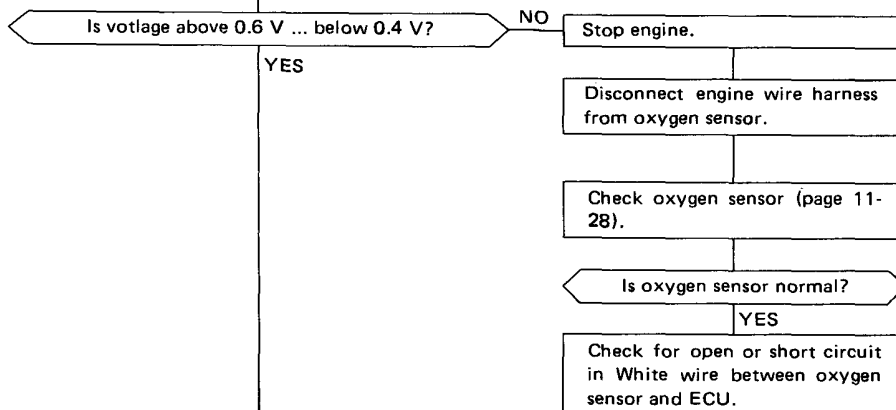 Is votlage above 0.6 V ... below 0.4 V?
NO
Stop engine.
YES
Disconnect engine wire harness
from oxygen sensor.
Check oxygen sensor (page 11-
28).
Is oxygen sensor normal?
YES
Check for open or short circuit
in White wire between oxygen
sensor and ECU.